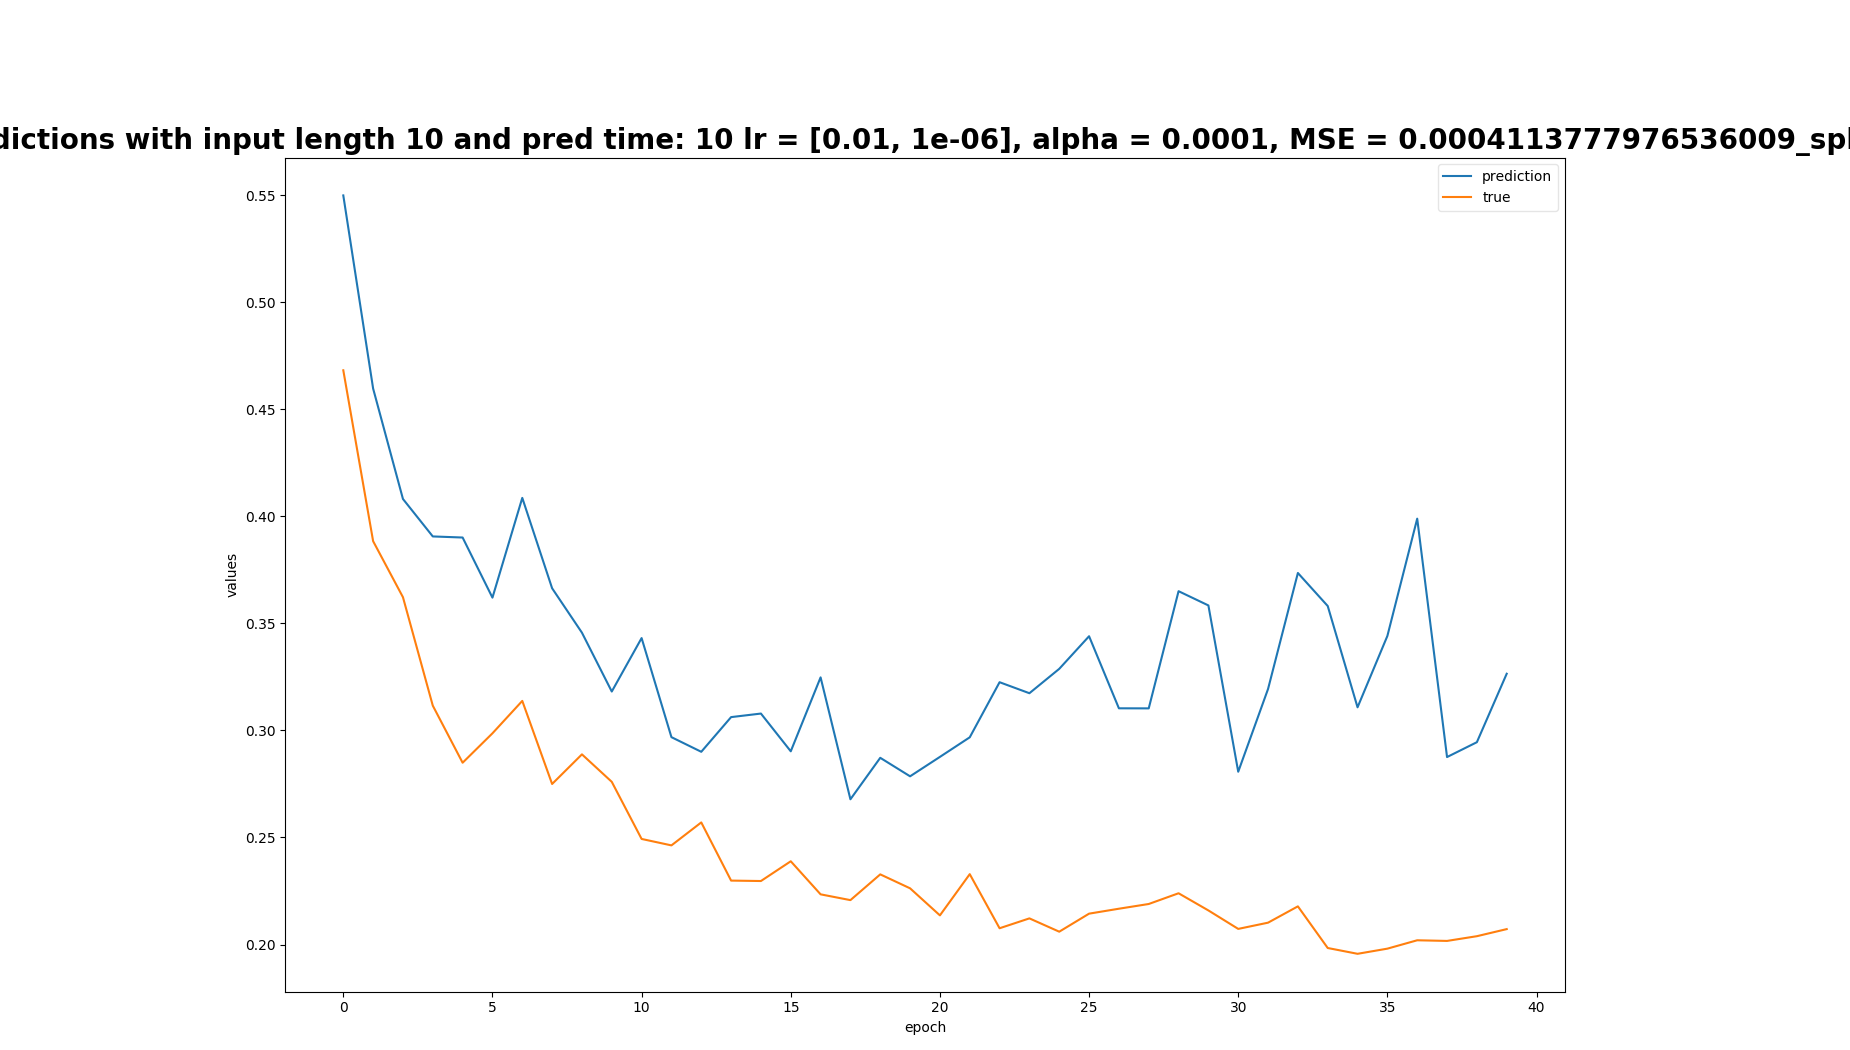 dictions with input length 10 and pred time: 10 lr = [0.01, 1e-06], alpha = 0.0001, MSE = 0.0004113777976536009_spl
prediction
true
0.55
0.50
0.45
0.40
0.35
0.30
0.25
0.20
values
0 5 10 15 20 25 30 35 40
epoch